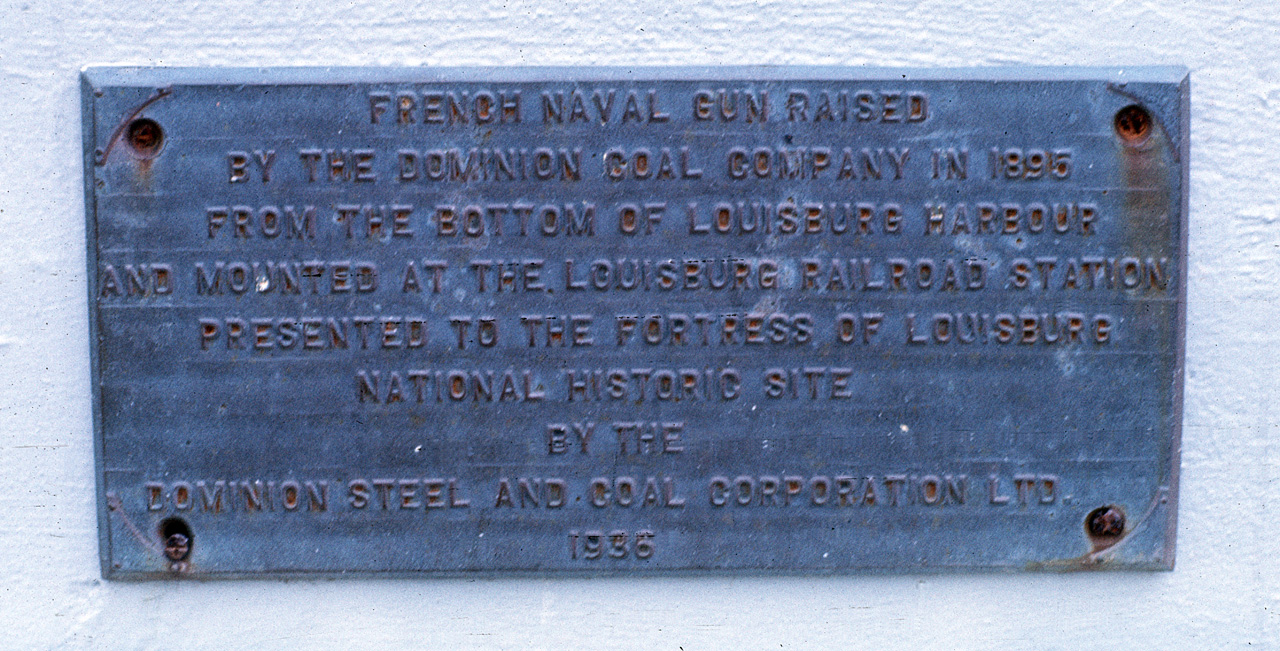 FRENCH NAVAL GUN RAISED
BY THE DOMINION COAL COMPANY IN 1895
FROM THE BOTTOM OF LOUISBURG HARBOUR
AND MOUNTED AT THE LOUISBURG RAILROAD STATION
PRESENTED TO THE FORTRESS OF LOUISBURG
NATIONAL HISTORIC SITE
BY THE
DOMINION STEEL AND COAL CORPORATION LTD.
1936